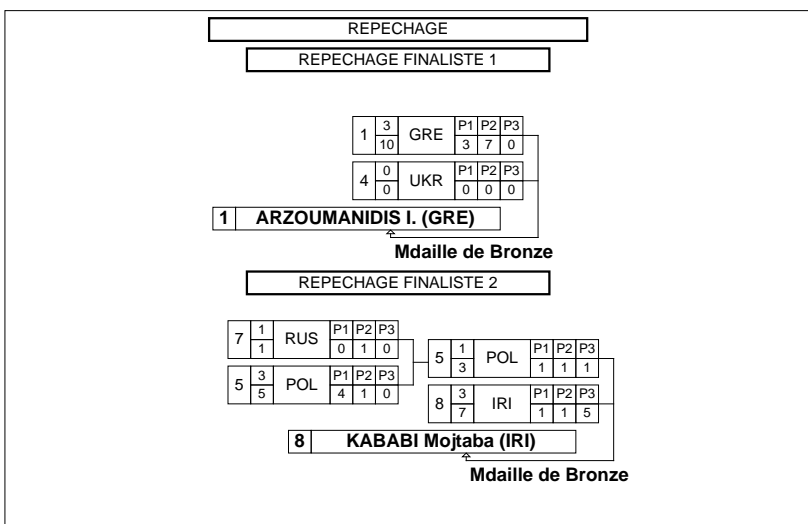 REPECHAGE
REPECHAGE FINALISTE 1
1 3 GRE P1 P2 P3
10 3 7 0
4 0 UKR P1 P2 P3
0 0 0 0
1 ARZOUMANIDIS I. (GRE)
Mdaille de Bronze
REPECHAGE FINALISTE 2
7 1 RUS P1 P2 P3
1 0 1 0
5 3 POL P1 P2 P3
5 4 1 0
5 1 POL P1 P2 P3
3 1 1 1
8 3 IRI P1 P2 P3
7 1 1 5
8 KABABI Mojtaba (IRI)
Mdaille de Bronze